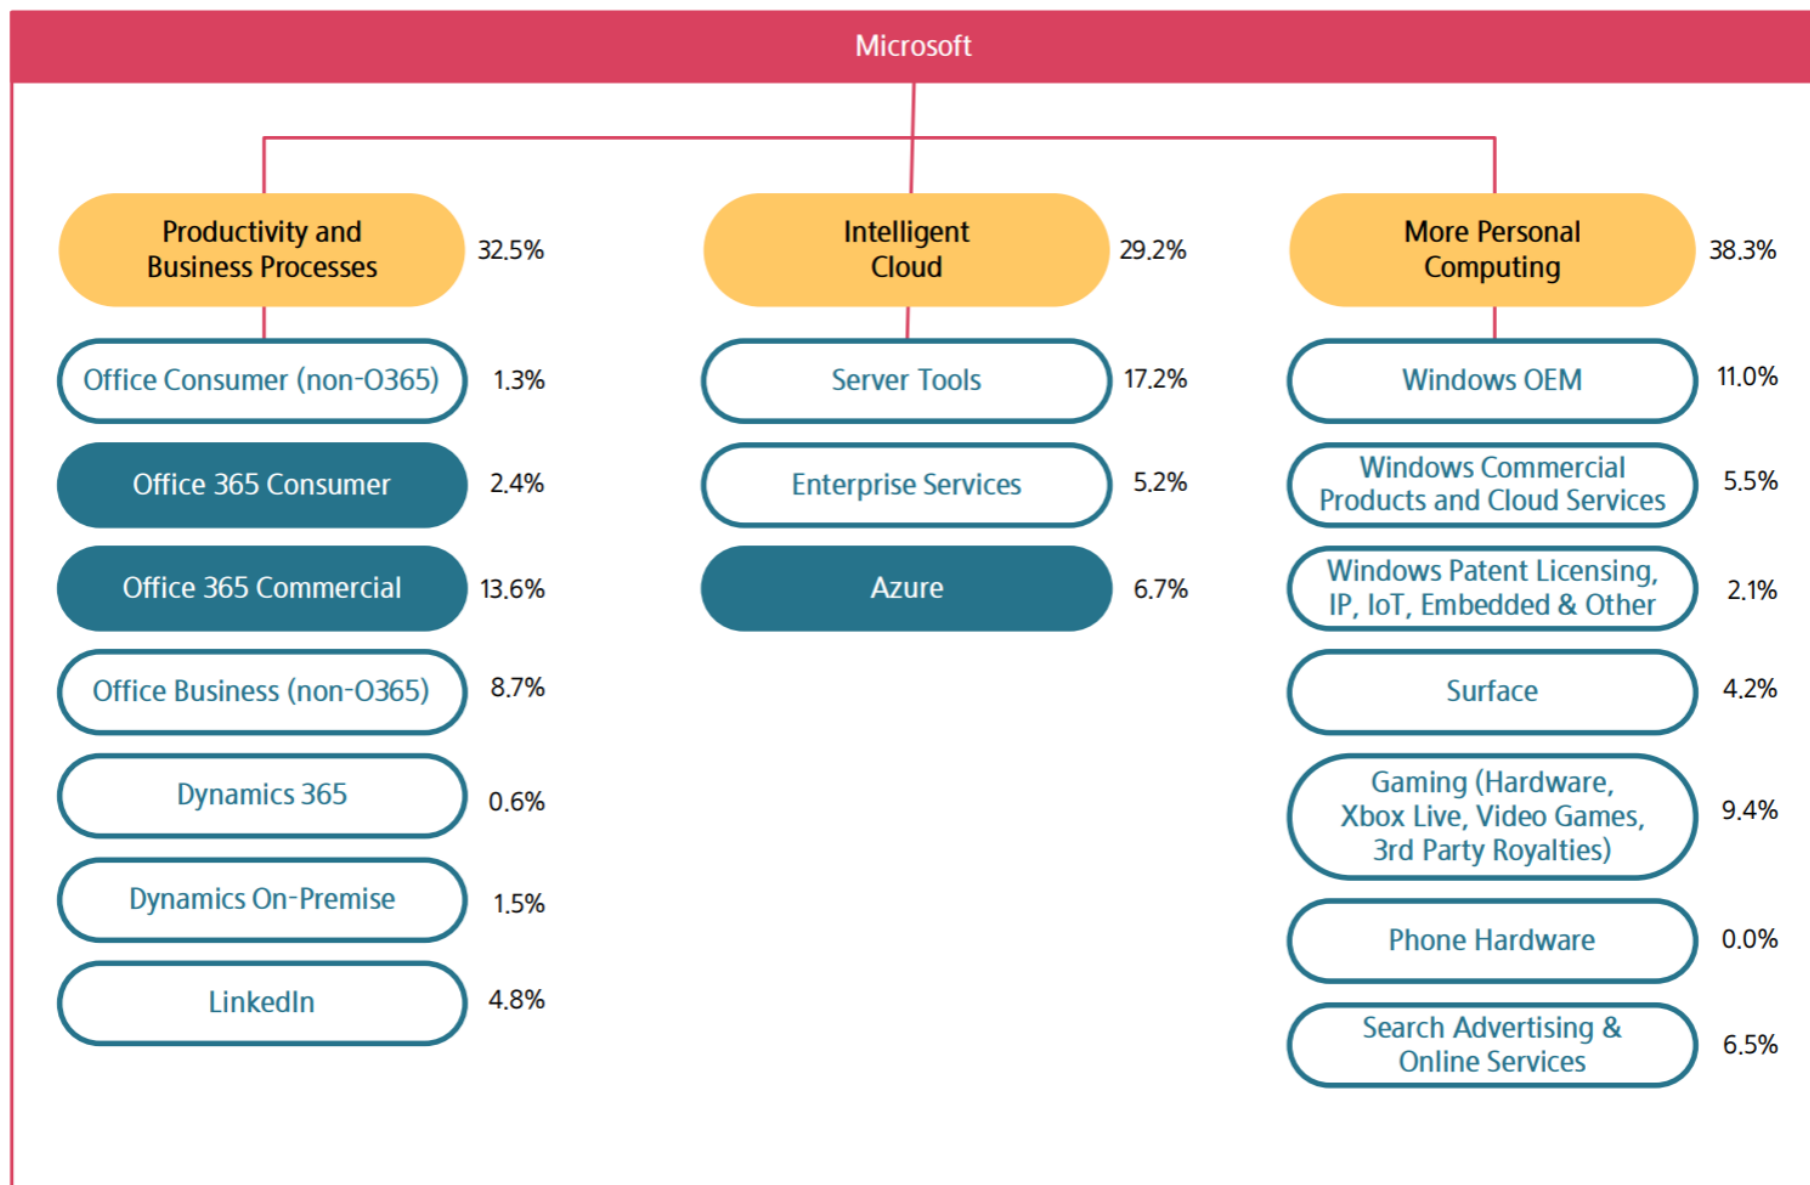 Microsoft
Productivity and
Business Processes
32.5%
Office Consumer (non-O365)
1.3%
Office 365 Consumer
2.4%
Office 365 Commercial
13.6%
Office Business (non-O365)
8.7%
Dynamics 365
0.6%
Dynamics On-Premise
1.5%
LinkedIn
4.8%
Intelligent
Cloud
29.2%
Server Tools
17.2%
Enterprise Services
5.2%
Azure
6.7%
More Personal
Computing
38.3%
Windows OEM
11.0%
Windows Commercial
Products and Cloud Services
5.5%
Windows Patent Licensing,
IP, IoT, Embedded & Other
2.1%
Surface
4.2%
Gaming (Hardware,
Xbox Live, Video Games,
3rd Party Royalties)
9.4%
Phone Hardware
0.0%
Search Advertising &
Online Services
6.5%